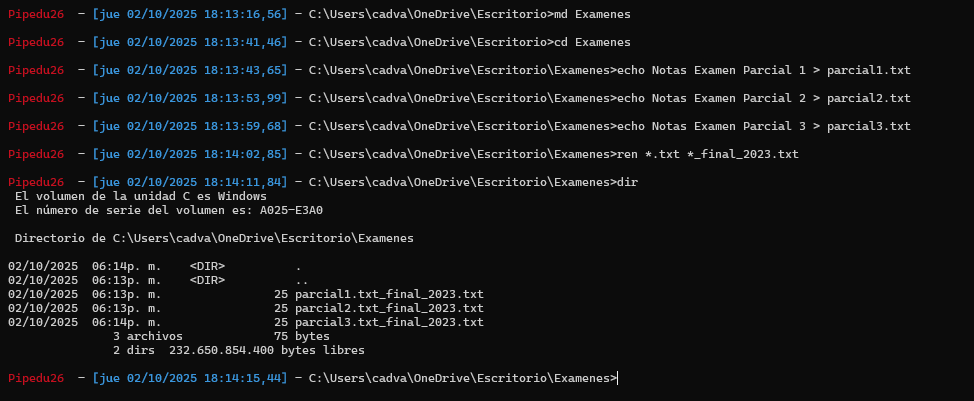 Pipedu26  - [jue 02/10/2025 18:13:16,56] - C:\Users\cadva\OneDrive\Escritorio>md Examenes
Pipedu26  - [jue 02/10/2025 18:13:41,46] - C:\Users\cadva\OneDrive\Escritorio>cd Examenes
Pipedu26  - [jue 02/10/2025 18:13:43,65] - C:\Users\cadva\OneDrive\Escritorio\Examenes>echo Notas Examen Parcial 1 > parcial1.txt
Pipedu26  - [jue 02/10/2025 18:13:53,99] - C:\Users\cadva\OneDrive\Escritorio\Examenes>echo Notas Examen Parcial 2 > parcial2.txt
Pipedu26  - [jue 02/10/2025 18:13:59,68] - C:\Users\cadva\OneDrive\Escritorio\Examenes>echo Notas Examen Parcial 3 > parcial3.txt
Pipedu26  - [jue 02/10/2025 18:14:02,85] - C:\Users\cadva\OneDrive\Escritorio\Examenes>ren *.txt *_final_2023.txt
Pipedu26  - [jue 02/10/2025 18:14:11,84] - C:\Users\cadva\OneDrive\Escritorio\Examenes>dir
 El volumen de la unidad C es Windows
 El número de serie del volumen es: A025-E3A0
 Directorio de C:\Users\cadva\OneDrive\Escritorio\Examenes
02/10/2025  06:14p. m.    <DIR>          .
02/10/2025  06:13p. m.    <DIR>          ..
02/10/2025  06:13p. m.                25 parcial1.txt_final_2023.txt
02/10/2025  06:13p. m.                25 parcial2.txt_final_2023.txt
02/10/2025  06:14p. m.                25 parcial3.txt_final_2023.txt
               3 archivos             75 bytes
               2 dirs  232.650.854.400 bytes libres
Pipedu26  - [jue 02/10/2025 18:14:15,44] - C:\Users\cadva\OneDrive\Escritorio\Examenes>